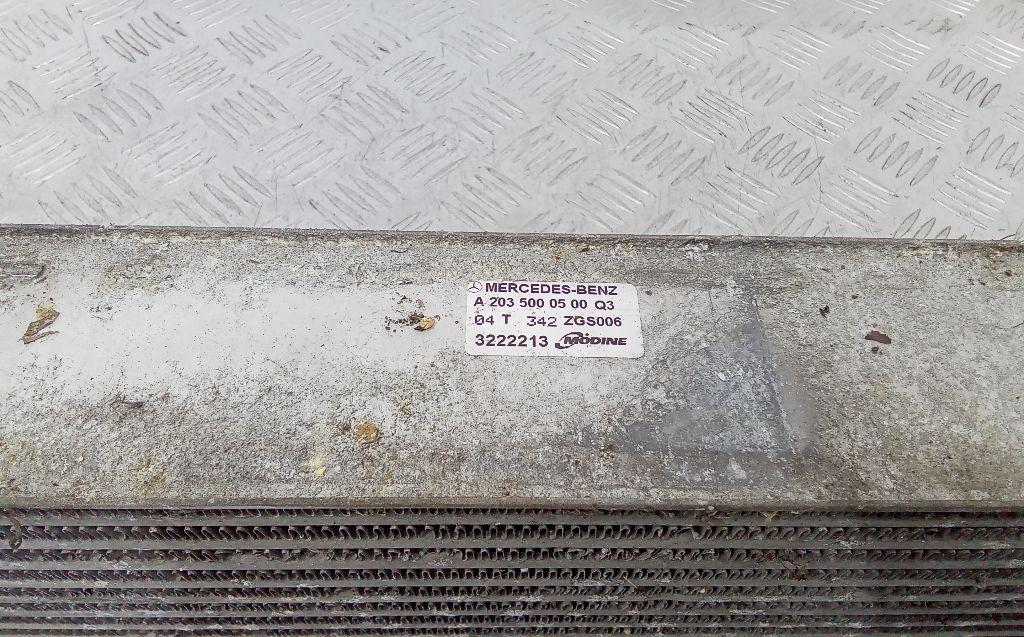 MERCEDES-BENZ
A 203 500 05 00 Q3
04 T 342 ZGS006
3222213 MODINE